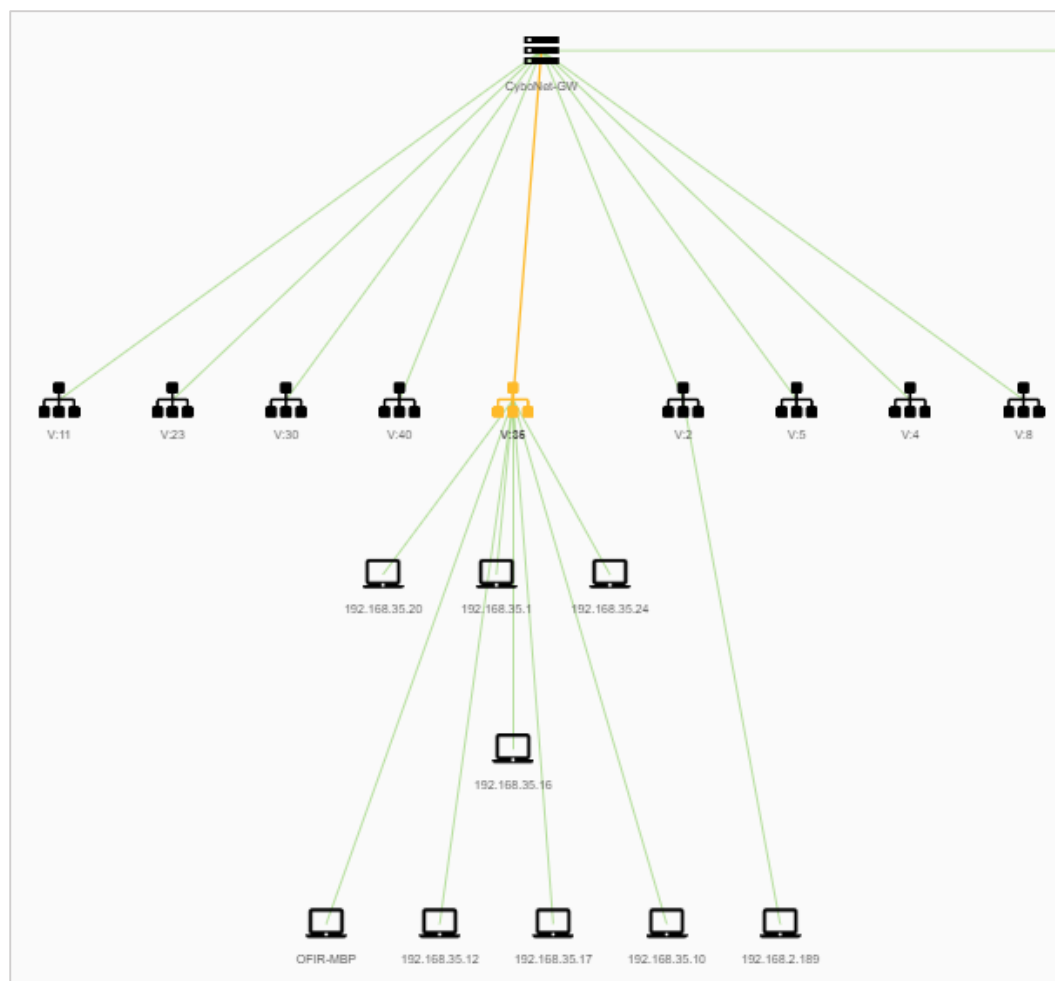 CyboNet-GW
V:11
V:23
V:30
V:40
V:35
V:2
V:5
V:4
V:8
192.168.35.20
192.168.35.1
192.168.35.24
192.168.35.16
OFIR-MBP
192.168.35.12
192.168.35.17
192.168.35.10
192.168.2.189